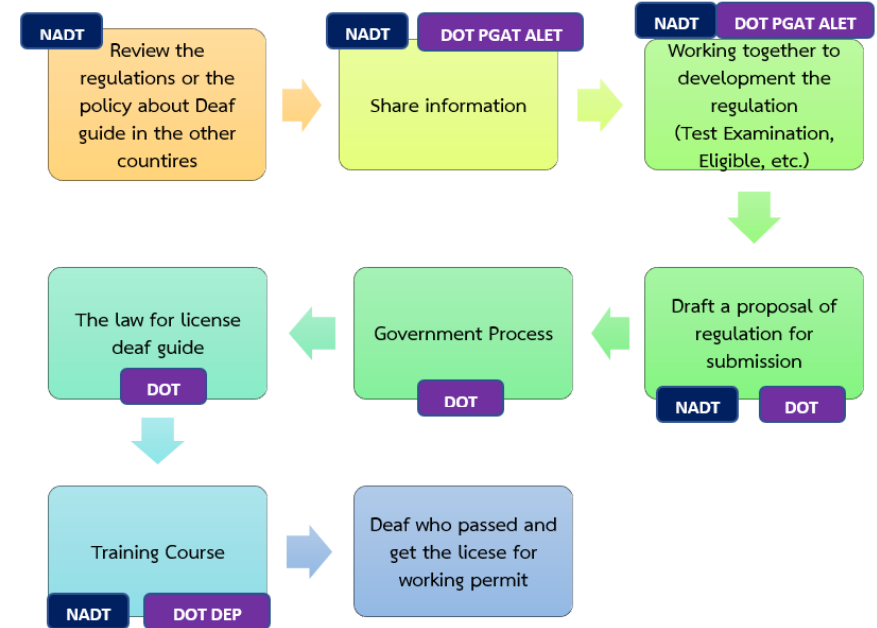 NADT
Review the
regulations or the
policy about Deaf
guide in the other
countires
NADT
DOT PGAT ALET
Share information
NADT
DOT PGAT ALET
Working together to
development the
regulation
(Test Examination,
Eligible, etc.)
Draft a proposal of
regulation for
submission
NADT
DOT
Government Process
DOT
The law for license
deaf guide
DOT
Training Course
NADT
DOT DEP
Deaf who passed and
get the licese for
working permit